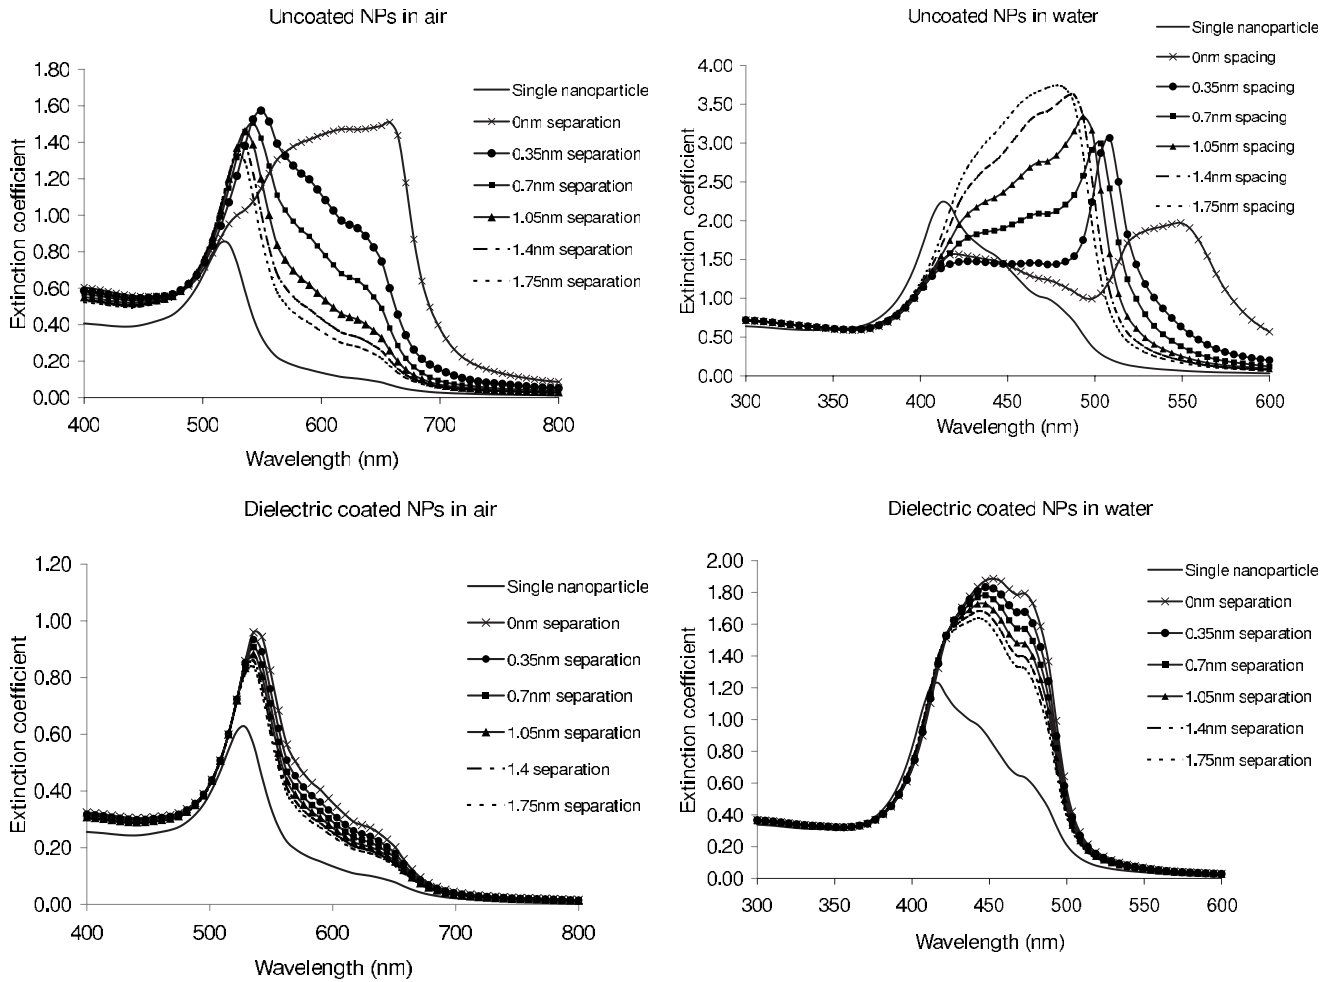 Uncoated NPs in air
1.80
1.60
1.40
1.20
1.00
0.80
0.60
0.40
0.20
0.00
Extinction coefficient
400
500
600
700
800
Wavelength (nm)
Single nanoparticle
0nm separation
0.35nm separation
0.7nm separation
1.05nm separation
1.4nm separation
1.75nm separation
Uncoated NPs in water
4.00
3.50
3.00
2.50
2.00
1.50
1.00
0.50
0.00
Extinction coefficient
300
350
400
450
500
550
600
Wavelength (nm)
Single nanoparticle
0nm spacing
0.35nm spacing
0.7nm spacing
1.05nm spacing
1.4nm spacing
1.75nm spacing
Dielectric coated NPs in air
1.20
1.00
0.80
0.60
0.40
0.20
0.00
Extinction coefficient
400
500
600
700
800
Wavelength (nm)
Single nanoparticle
0nm separation
0.35nm separation
0.7nm separation
1.05nm separation
1.4 separation
1.75nm separation
Dielectric coated NPs in water
2.00
1.80
1.60
1.40
1.20
1.00
0.80
0.60
0.40
0.20
0.00
Extinction coefficient
300
350
400
450
500
550
600
Wavelength (nm)
Single nanoparticle
0nm separation
0.35nm separation
0.7nm separation
1.05nm separation
1.4nm separation
1.75nm separation